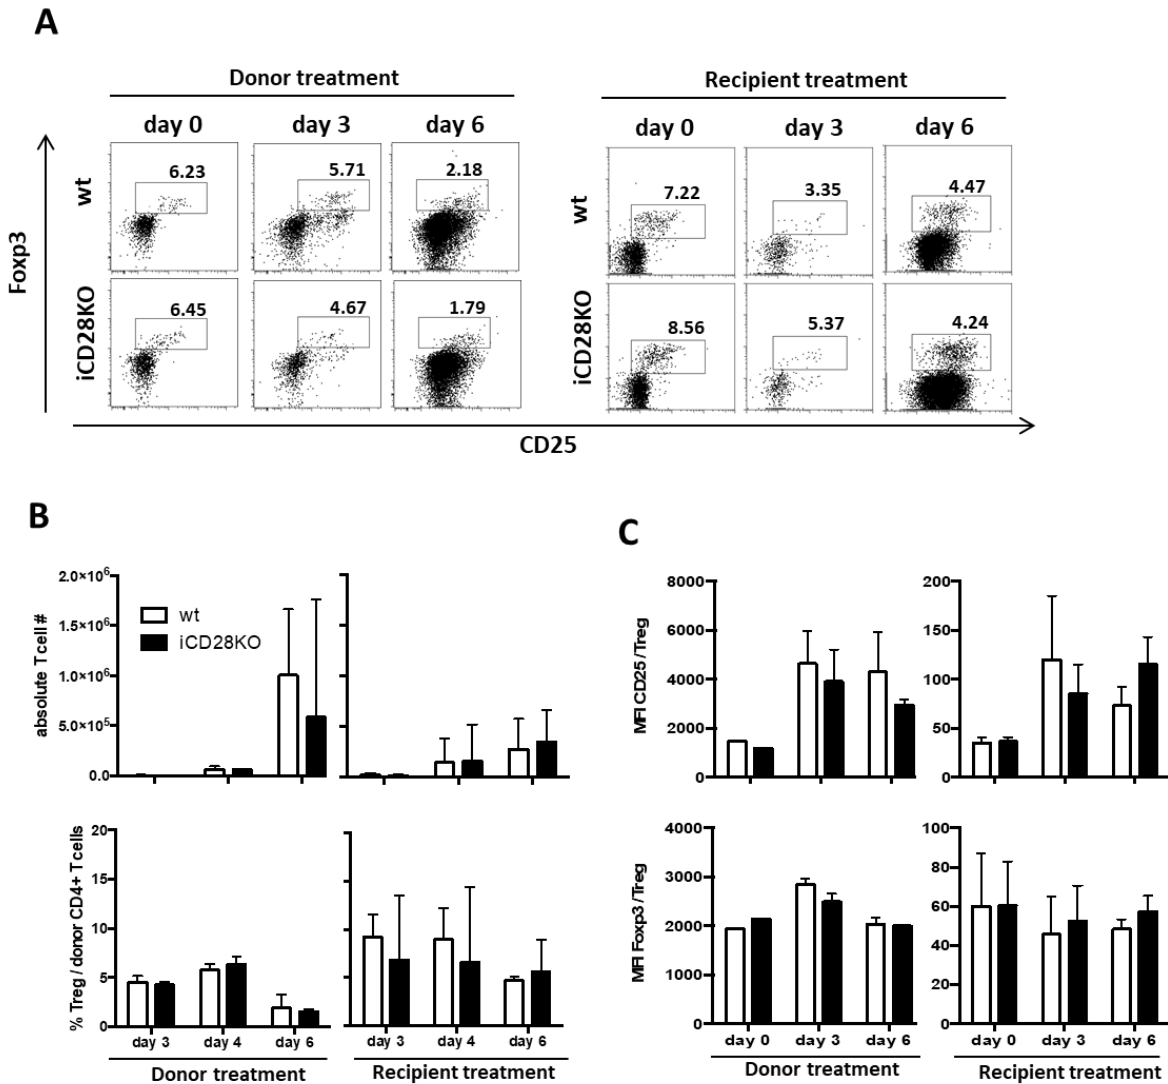 A
Donor treatment
Recipient treatment
day 0
day 3
day 6
day 0
day 3
day 6
Foxp3
wt
6.23
5.71
2.18
wt
7.22
3.35
4.47
iCD28KO
6.45
4.67
1.79
iCD28KO
8.56
5.37
4.24
CD25
B
absolute T cell #
2.0×10⁶
1.5×10⁶
1.0×10⁶
5.0×10⁵
0.0
wt
iCD28KO
% Treg / donor CD4+ T cells
20
15
10
5
0
day 3
day 4
day 6
day 3
day 4
day 6
Donor treatment
Recipient treatment
C
MFI CD25/Treg
8000
6000
4000
2000
0
200
150
100
50
0
MFI Foxp3/Treg
4000
3000
2000
1000
0
100
80
60
40
20
0
day 0
day 3
day 6
day 0
day 3
day 6
Donor treatment
Recipient treatment